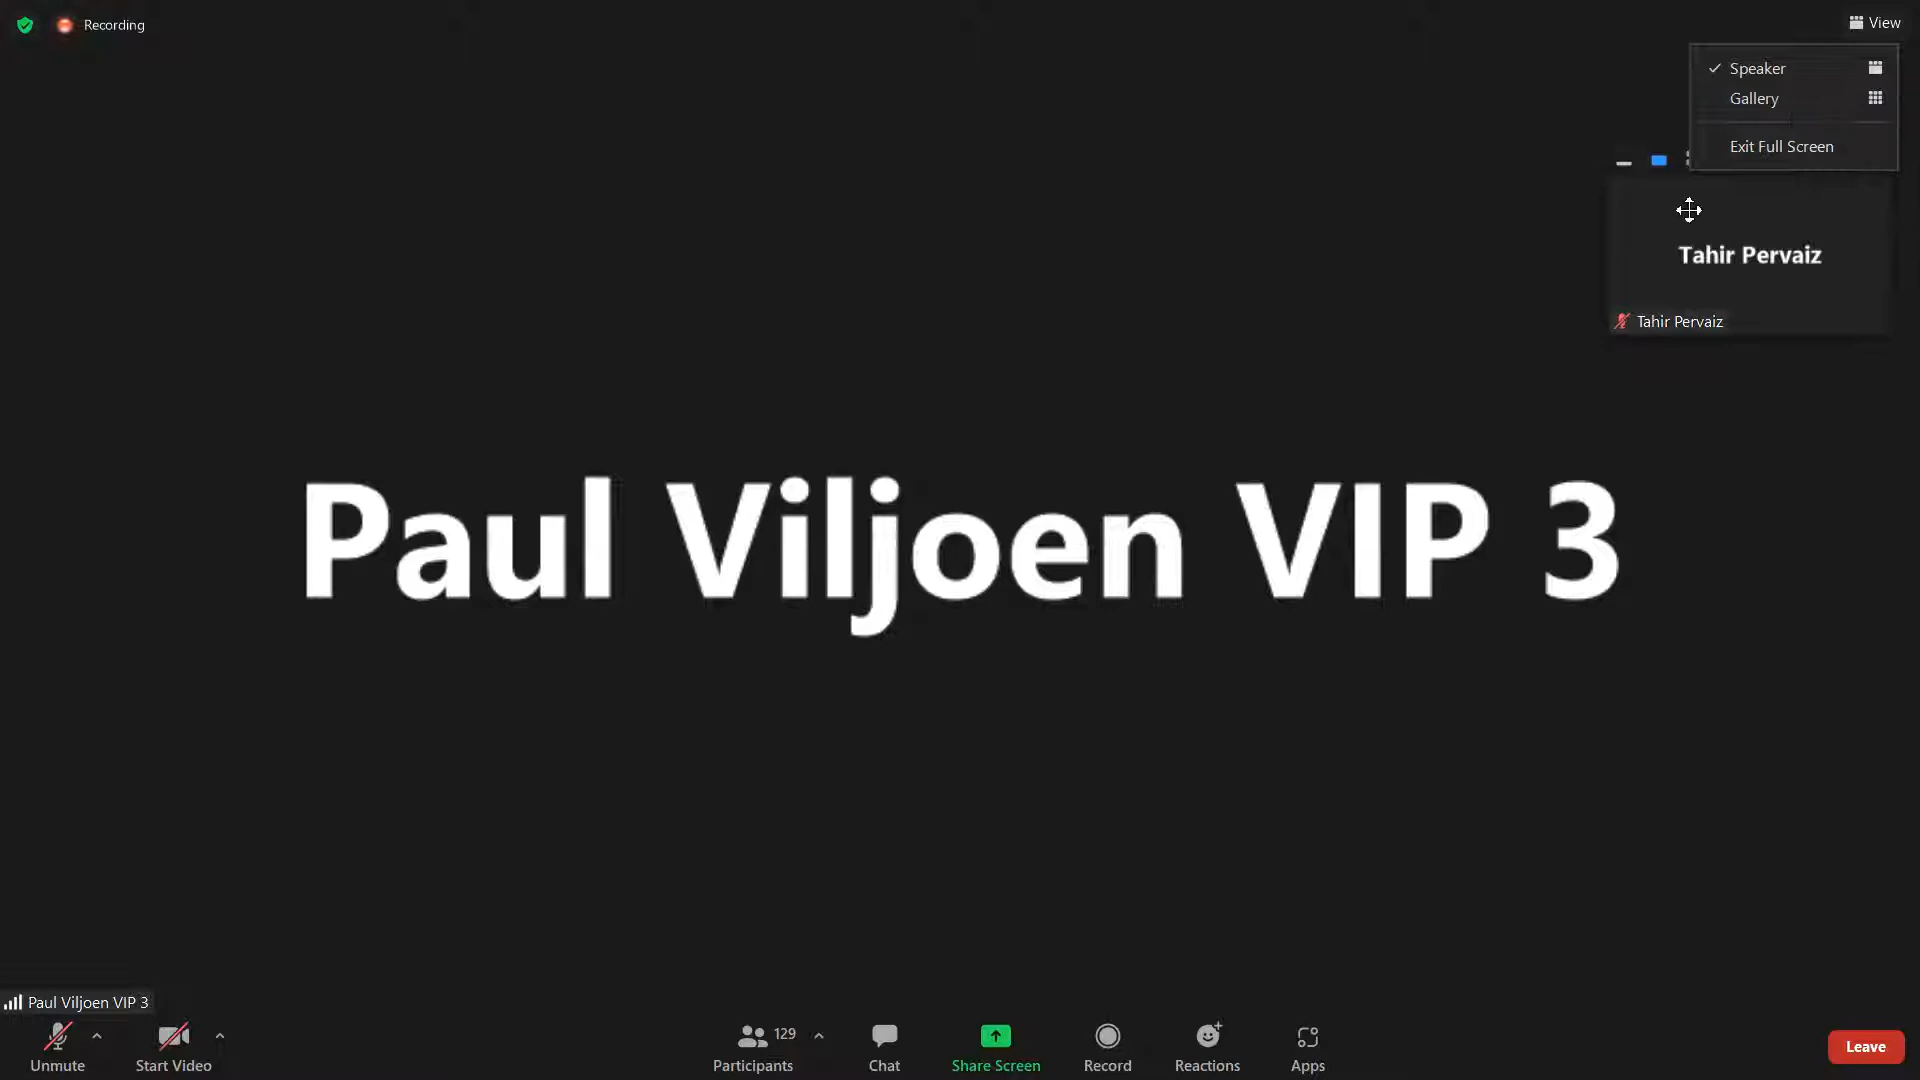 Recording
View
Speaker
Gallery
Exit Full Screen
Tahir Pervaiz
Tahir Pervaiz
Paul Viljoen VIP 3
Paul Viljoen VIP 3
Unmute
Start Video
129
Participants
Chat
Share Screen
Record
Reactions
Apps
Leave